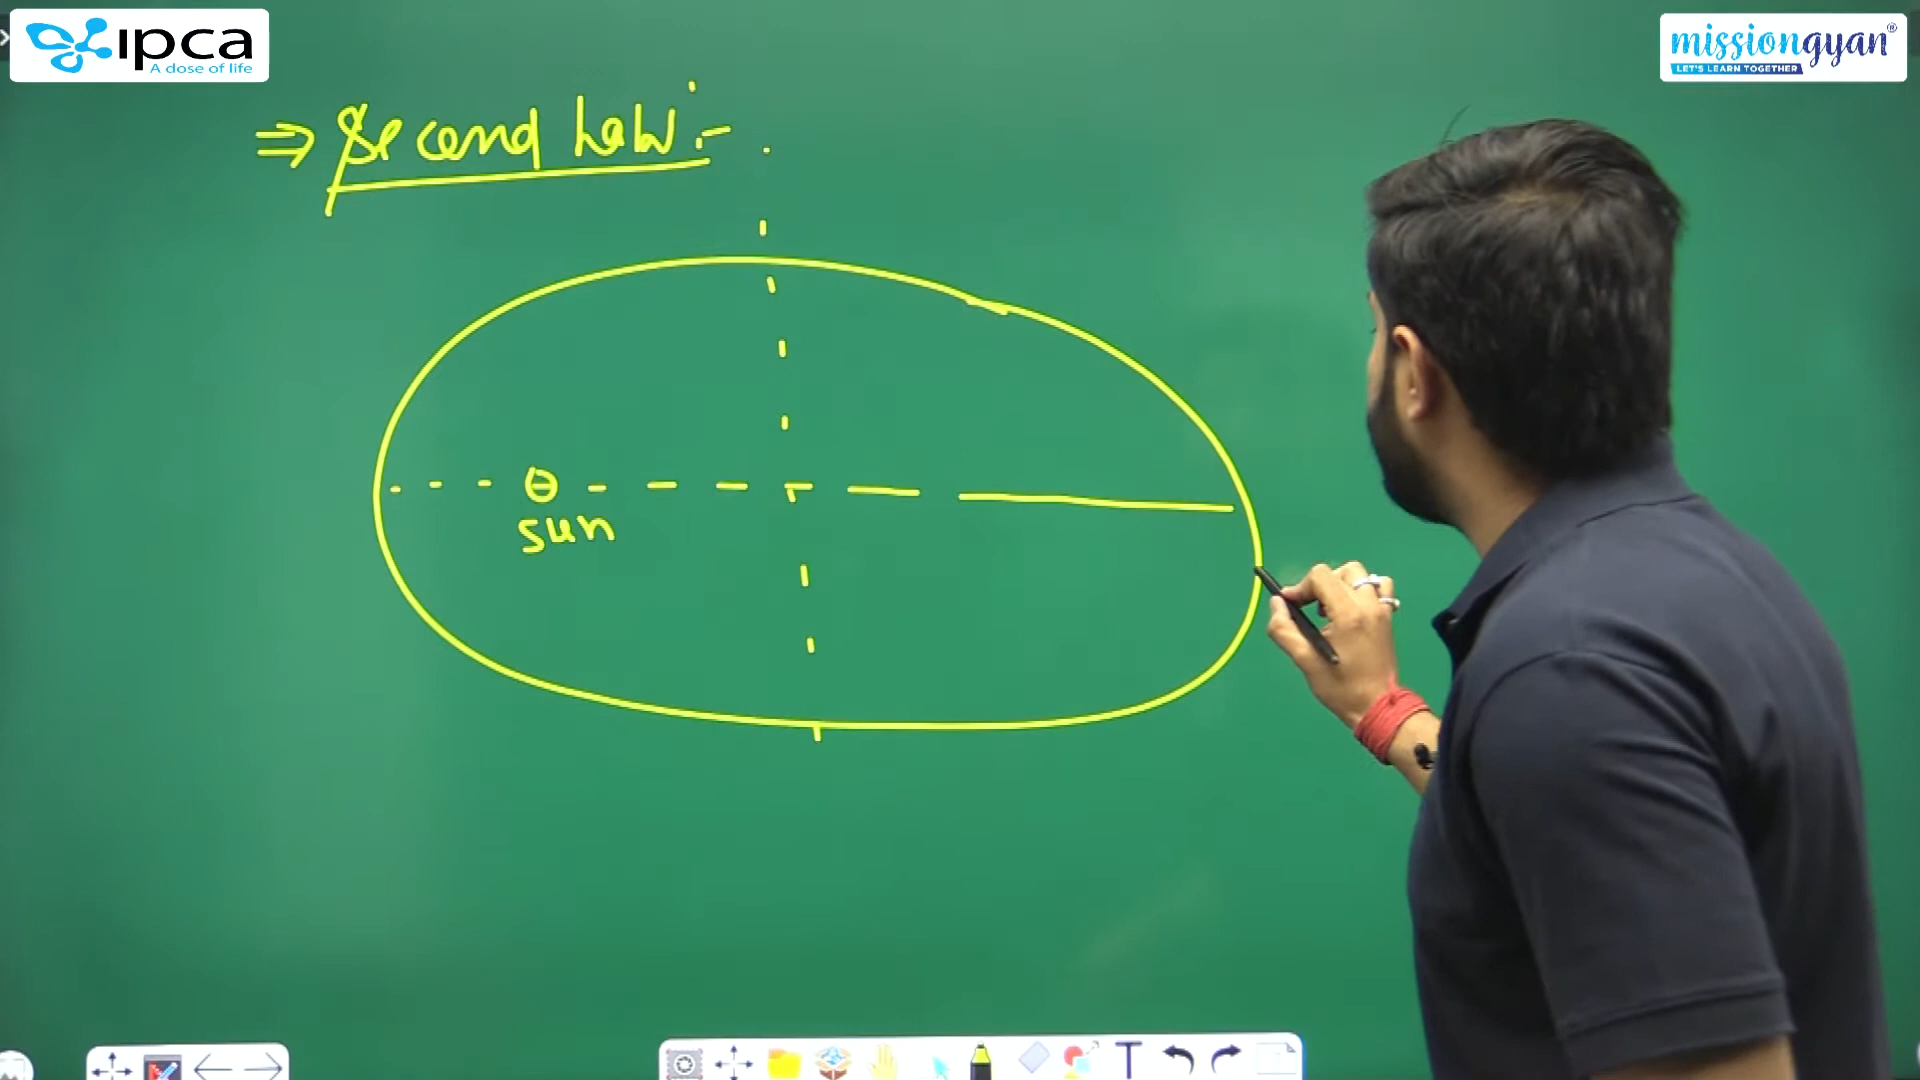 ipca
A dose of life
missiongyan®
LET'S LEARN TOGETHER
⇒ Second Law :-
sun
T